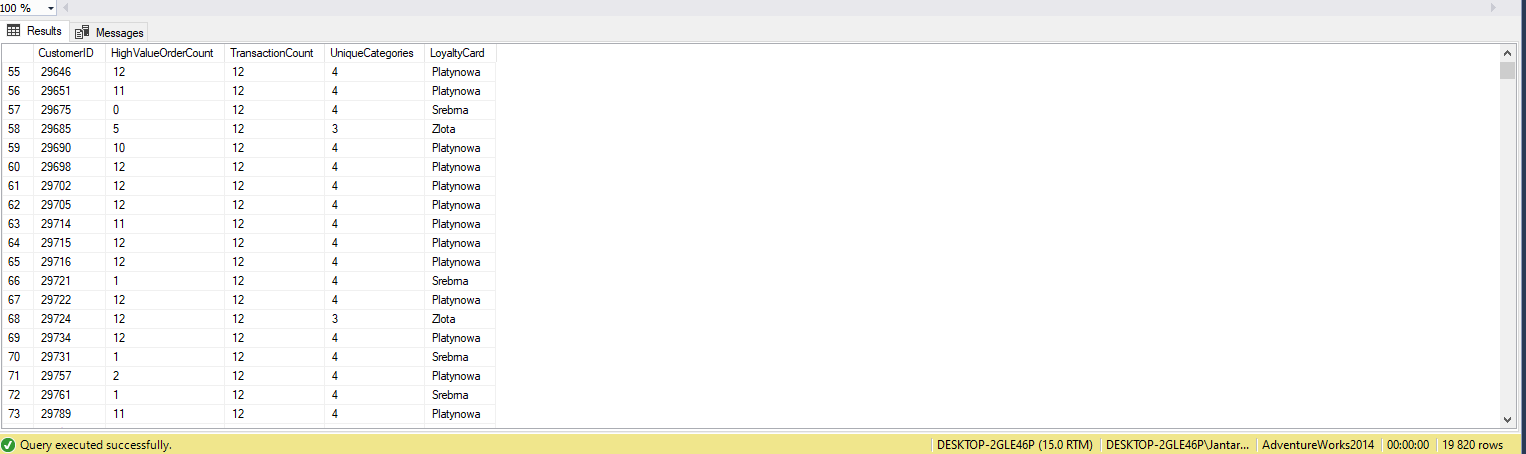 100 %
Results Messages
CustomerID HighValueOrderCount TransactionCount UniqueCategories LoyaltyCard
55 29646 12 12 4 Platynowa
56 29651 11 12 4 Platynowa
57 29675 0 12 4 Srebrna
58 29685 5 12 3 Zlota
59 29690 10 12 4 Platynowa
60 29698 12 12 4 Platynowa
61 29702 12 12 4 Platynowa
62 29705 12 12 4 Platynowa
63 29714 11 12 4 Platynowa
64 29715 12 12 4 Platynowa
65 29716 12 12 4 Platynowa
66 29721 1 12 4 Srebrna
67 29722 12 12 4 Platynowa
68 29724 12 12 3 Zlota
69 29734 12 12 4 Platynowa
70 29731 1 12 4 Srebrna
71 29757 2 12 4 Platynowa
72 29761 1 12 4 Srebrna
73 29789 11 12 4 Platynowa
Query executed successfully. DESKTOP-2GLE46P (15.0 RTM) DESKTOP-2GLE46P\Jantar... AdventureWorks2014 00:00:00 19 820 rows